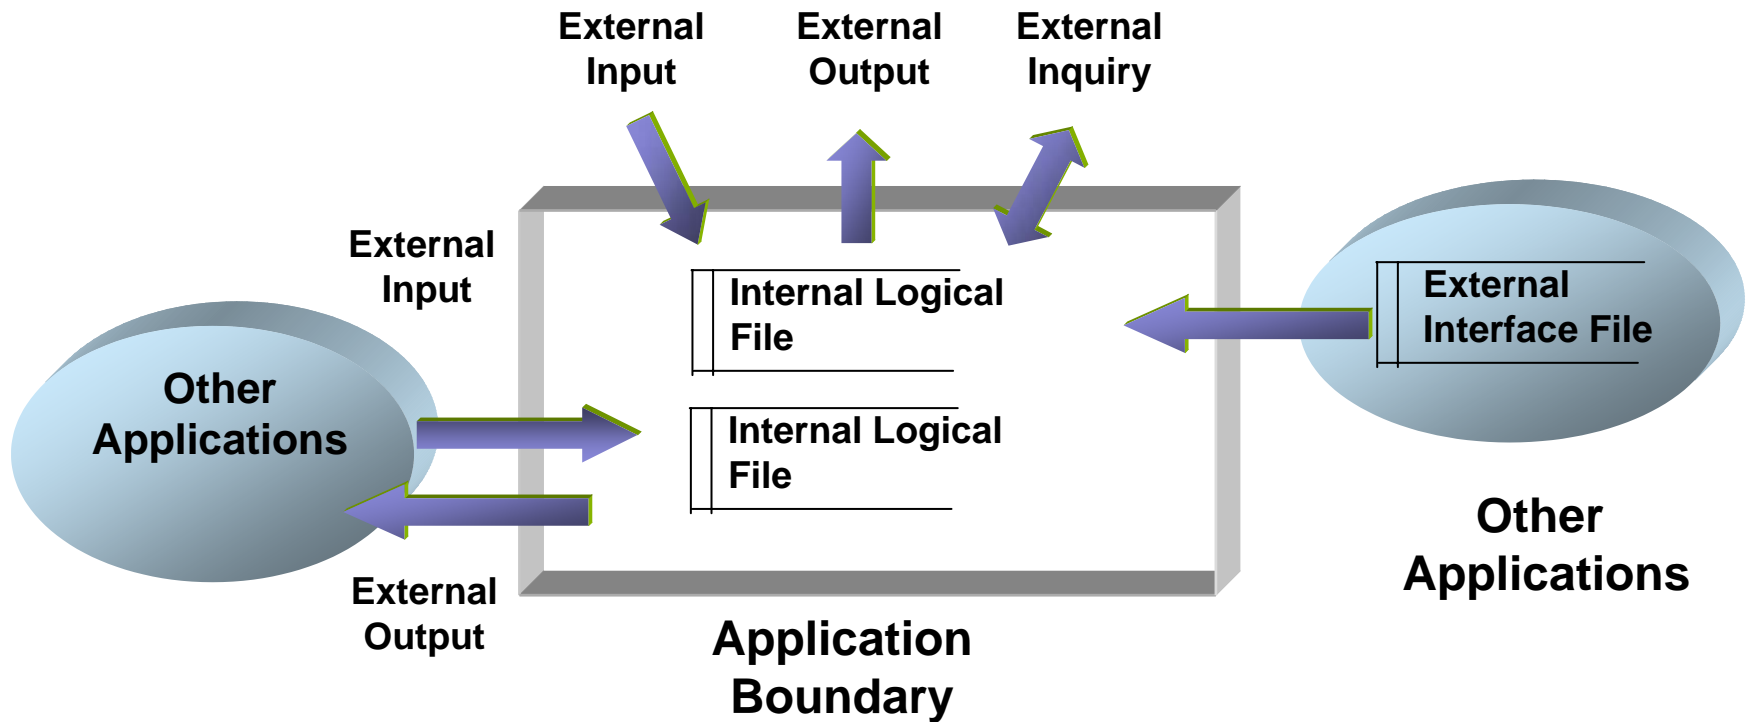 External
Input
External
Output
External
Inquiry
External
Input
Other
Applications
External
Output
Internal Logical
File
Internal Logical
File
Application
Boundary
External
Interface File
Other
Applications